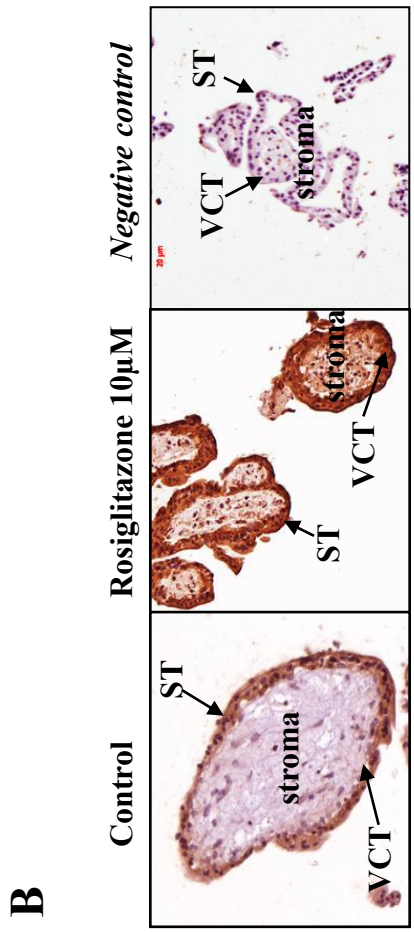 B
Control
Rosiglitazone 10μM
Negative control
ST
stroma
VCT
ST
stroma
VCT
20 μm
VCT
ST
stroma